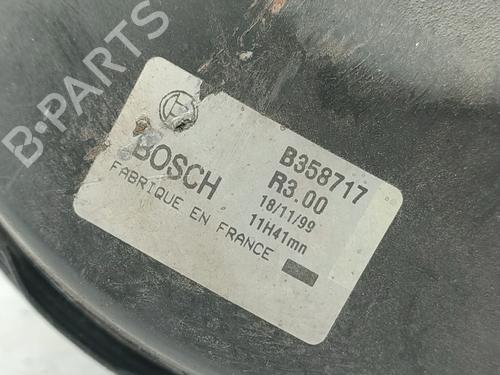 B-PARTS
BOSCH
FABRIQUE EN FRANCE
B358717
R3.00
18/11/99
11H41mn